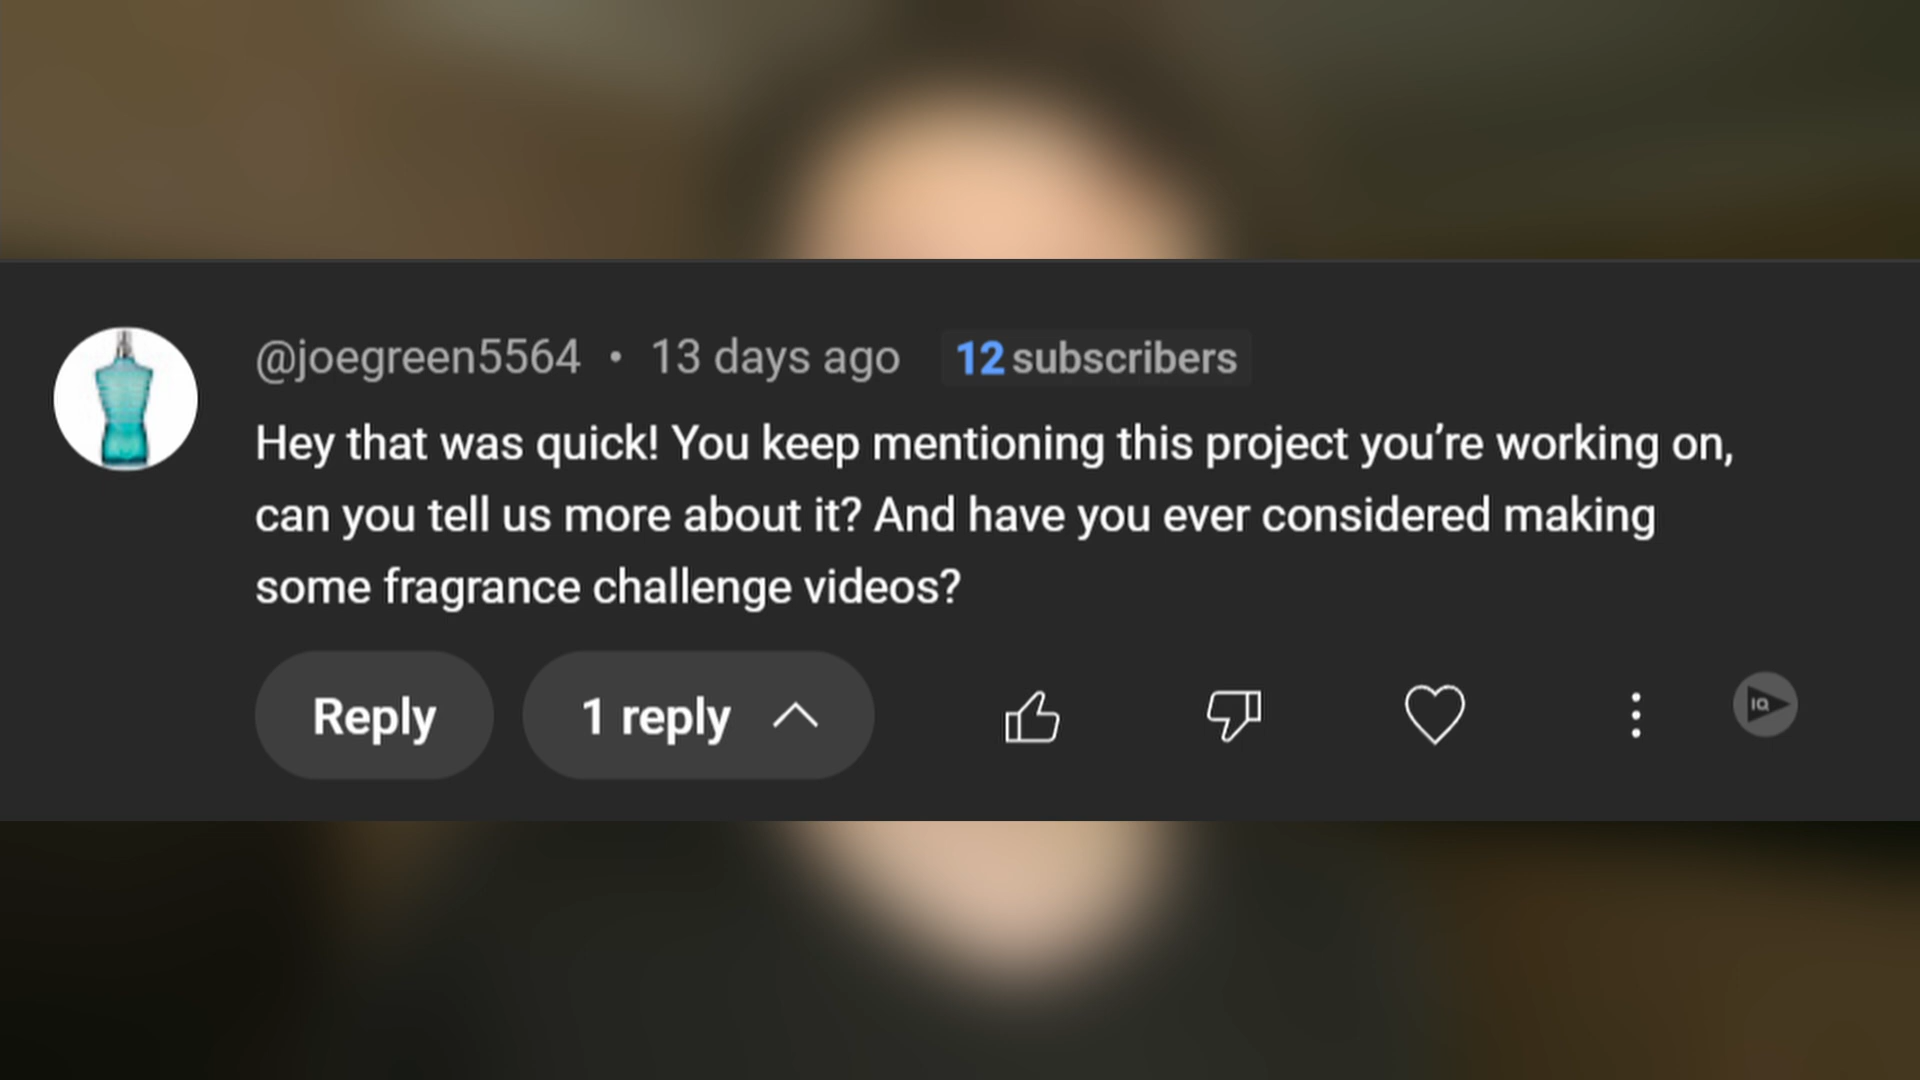 @joegreen5564 • 13 days ago 12 subscribers
Hey that was quick! You keep mentioning this project you’re working on,
can you tell us more about it? And have you ever considered making
some fragrance challenge videos?
Reply 1 reply IQ